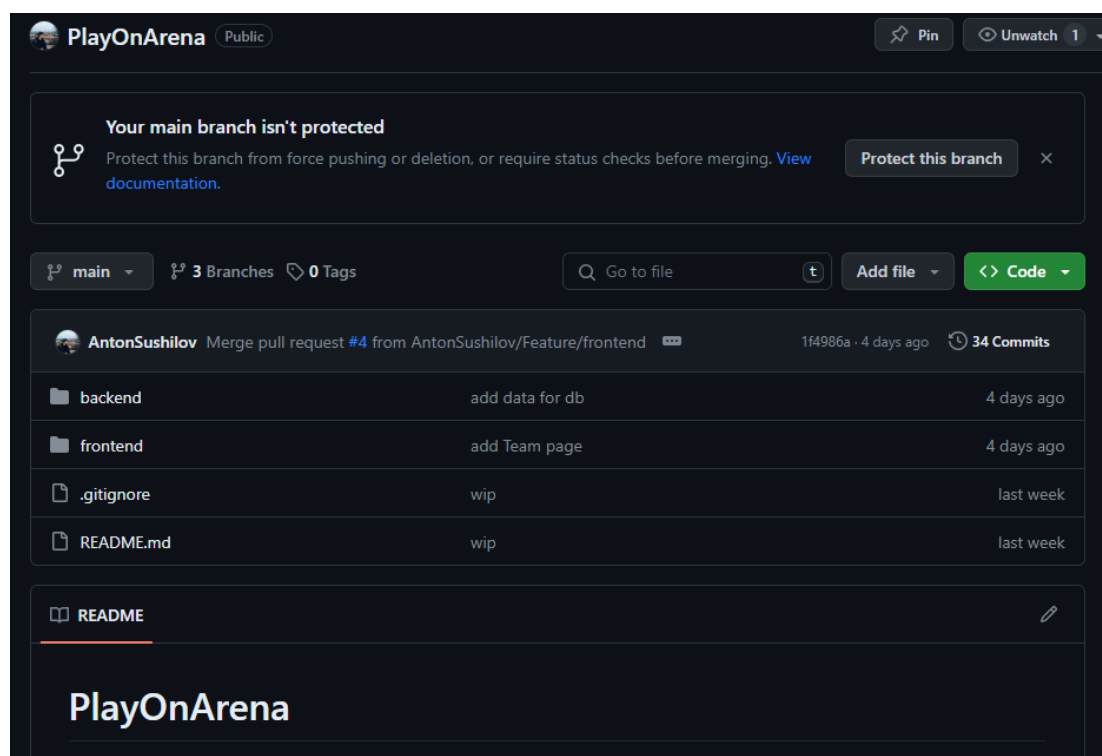 PlayOnArena Public Pin Unwatch 1
Your main branch isn't protected
Protect this branch from force pushing or deletion, or require status checks before merging. View
documentation.
Protect this branch
main 3 Branches 0 Tags Go to file t Add file Code
AntonSushilov Merge pull request #4 from AntonSushilov/Feature/frontend 1f4986a · 4 days ago 34 Commits
backend add data for db 4 days ago
frontend add Team page 4 days ago
.gitignore wip last week
README.md wip last week
README
PlayOnArena